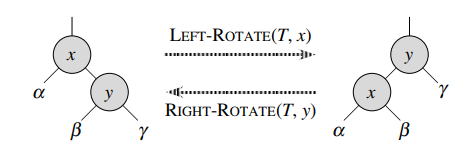 LEFT-ROTATE(T, x)
x
y
α
y
x
γ
RIGHT-ROTATE(T, y)
β
γ
α
β